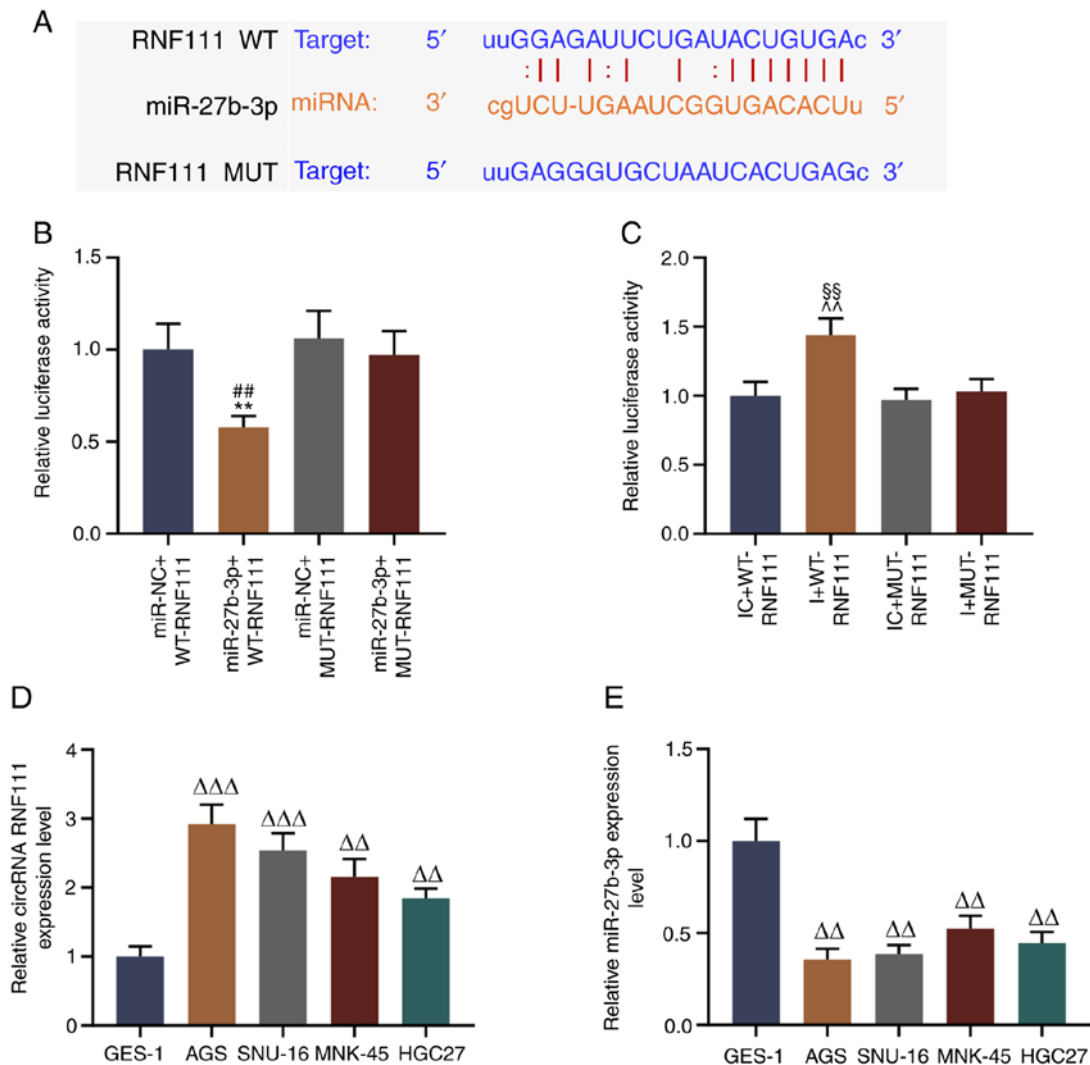 A
RNF111 WT Target: 5′ uuGGAGAUUCUGAUACUGUGAc 3′
miR-27b-3p miRNA: 3′ cgUCU-UGAAUCGGUGACACUu 5′
RNF111 MUT Target: 5′ uuGAGGGUGCUAAUCACUGAGc 3′
B
Relative luciferase activity
1.5
1.0
0.5
0.0
##
**
miR-NC+
WT-RNF111
miR-27b-3p+
WT-RNF111
miR-NC+
MUT-RNF111
miR-27b-3p+
MUT-RNF111
C
Relative luciferase activity
2.0
1.5
1.0
0.5
0.0
§§
^^
IC+WT-
RNF111
I+WT-
RNF111
IC+MUT-
RNF111
I+MUT-
RNF111
D
Relative circRNA RNF111
expression level
4
3
2
1
0
ΔΔΔ
ΔΔΔ
ΔΔ
ΔΔ
GES-1 AGS SNU-16 MNK-45 HGC27
E
Relative miR-27b-3p expression
level
1.5
1.0
0.5
0.0
ΔΔ
ΔΔ
ΔΔ
ΔΔ
GES-1 AGS SNU-16 MNK-45 HGC27